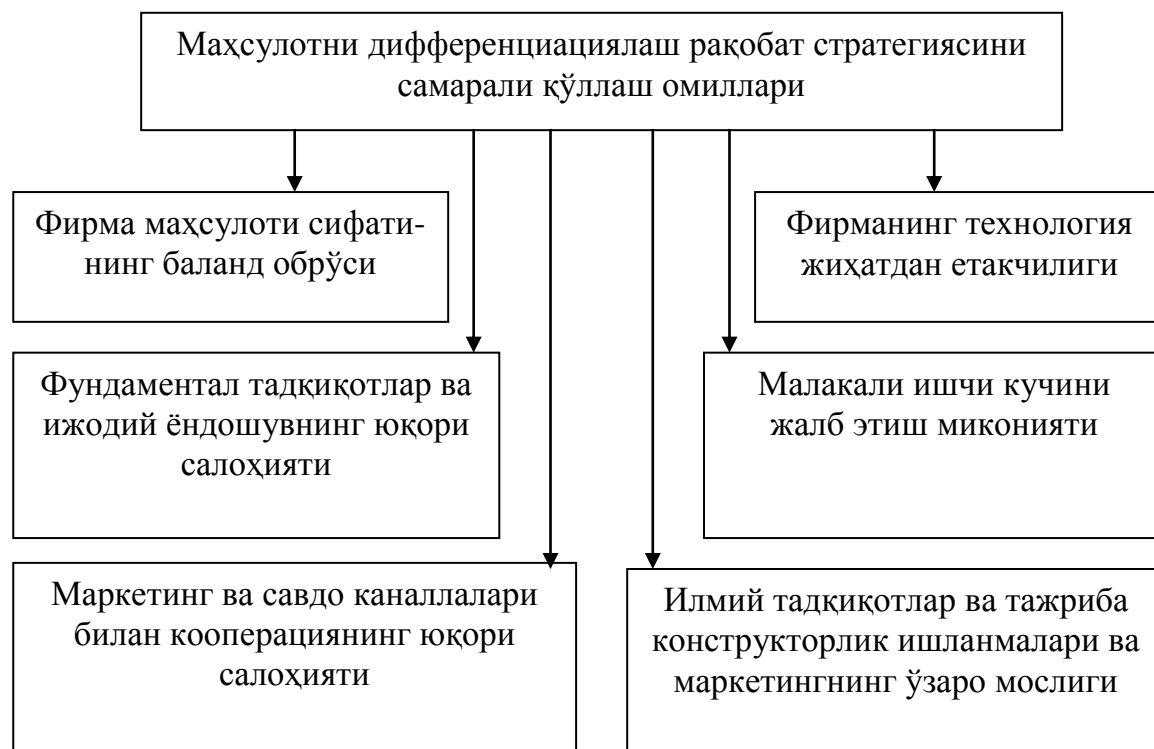 Маҳсулотни дифференциациялаш рақобат стратегиясини
самарали қўллаш омиллари
Фирма маҳсулоти сифати-
нинг баланд обрўси
Фирманинг технология
жиҳатдан етакчилиги
Фундаментал тадқиқотлар ва
ижодий ёндошувнинг юқори
салоҳияти
Малакали ишчи кучини
жалб этиш миконияти
Маркетинг ва савдо каналлалари
билан кооперациянинг юқори
салоҳияти
Илмий тадқиқотлар ва тажриба
конструкторлик ишланмалари ва
маркетингнинг ўзаро мослиги